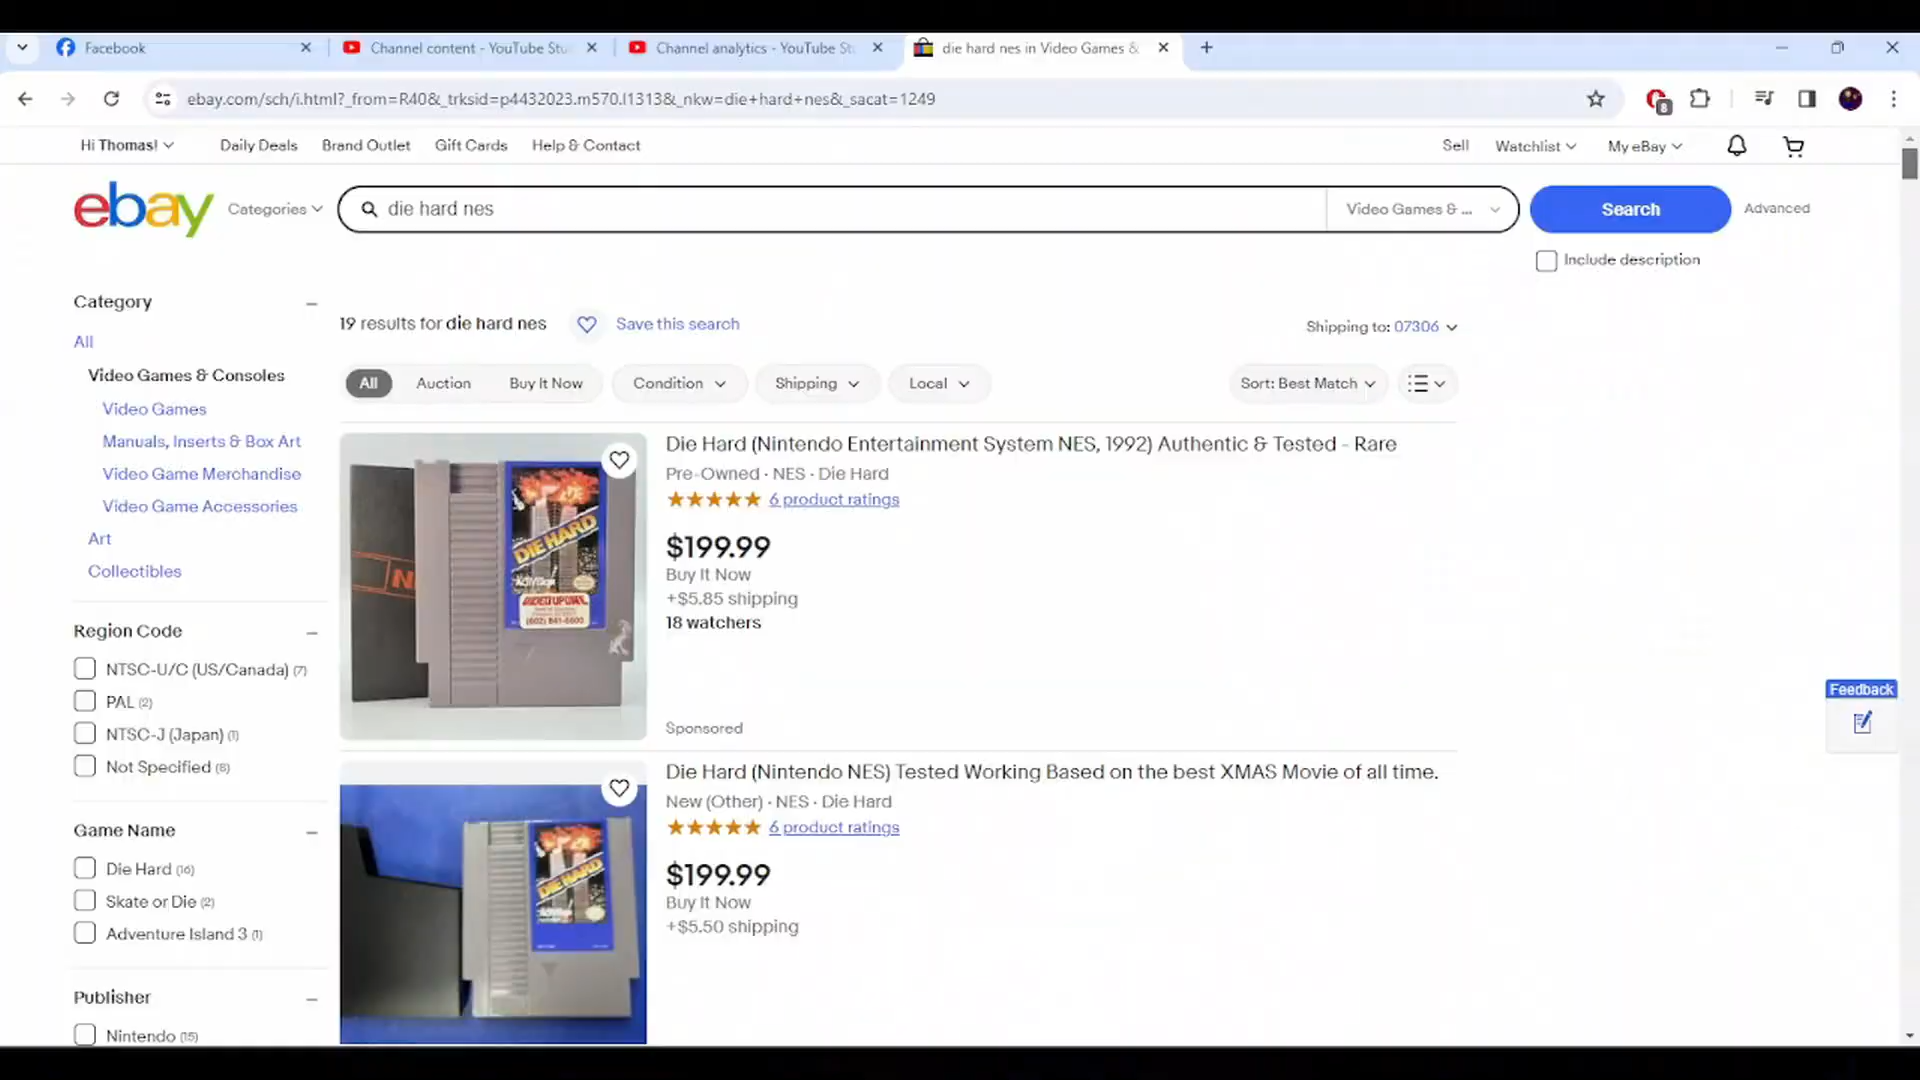 Facebook
Channel content - YouTube Stu
Channel analytics - YouTube St
die hard nes in Video Games &
ebay.com/sch/i.html?_from=R40&_trksid=p4432023.m570.l1313&_nkw=die+hard+nes&_sacat=1249
8
Hi Thomas!
Daily Deals
Brand Outlet
Gift Cards
Help & Contact
Sell
Watchlist
My eBay
ebay
Categories
die hard nes
Video Games & ...
Search
Advanced
Include description
Category
All
Video Games & Consoles
Video Games
Manuals, Inserts & Box Art
Video Game Merchandise
Video Game Accessories
Art
Collectibles
Region Code
NTSC-U/C (US/Canada) (7)
PAL (2)
NTSC-J (Japan) (1)
Not Specified (8)
Game Name
Die Hard (16)
Skate or Die (2)
Adventure Island 3 (1)
Publisher
Nintendo (15)
19 results for die hard nes
Save this search
Shipping to: 07306
All
Auction
Buy It Now
Condition
Shipping
Local
Sort: Best Match
DIE HARD
ACTIVISION
VIDEO UPDATE
Die Hard (Nintendo Entertainment System NES, 1992) Authentic & Tested - Rare
Pre-Owned · NES · Die Hard
6 product ratings
$199.99
Buy It Now
+$5.85 shipping
18 watchers
Sponsored
DIE HARD
Die Hard (Nintendo NES) Tested Working Based on the best XMAS Movie of all time.
New (Other) · NES · Die Hard
6 product ratings
$199.99
Buy It Now
+$5.50 shipping
Feedback